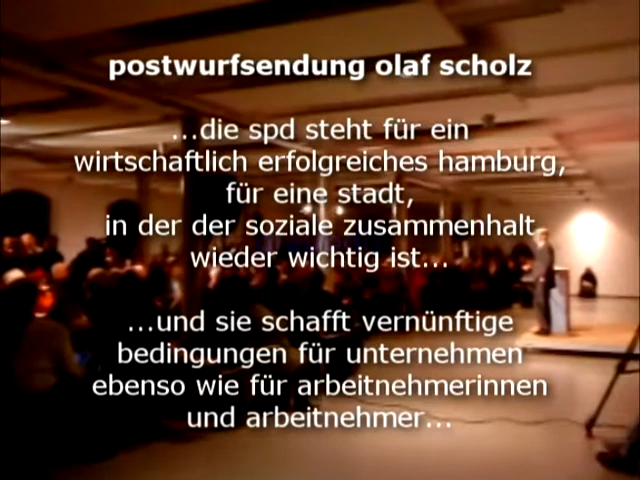 postwurfsendung olaf scholz
...die spd steht für ein
wirtschaftlich erfolgreiches hamburg,
für eine stadt,
in der der soziale zusammenhalt
wieder wichtig ist...
...und sie schafft vernünftige
bedingungen für unternehmen
ebenso wie für arbeitnehmerinnen
und arbeitnehmer...